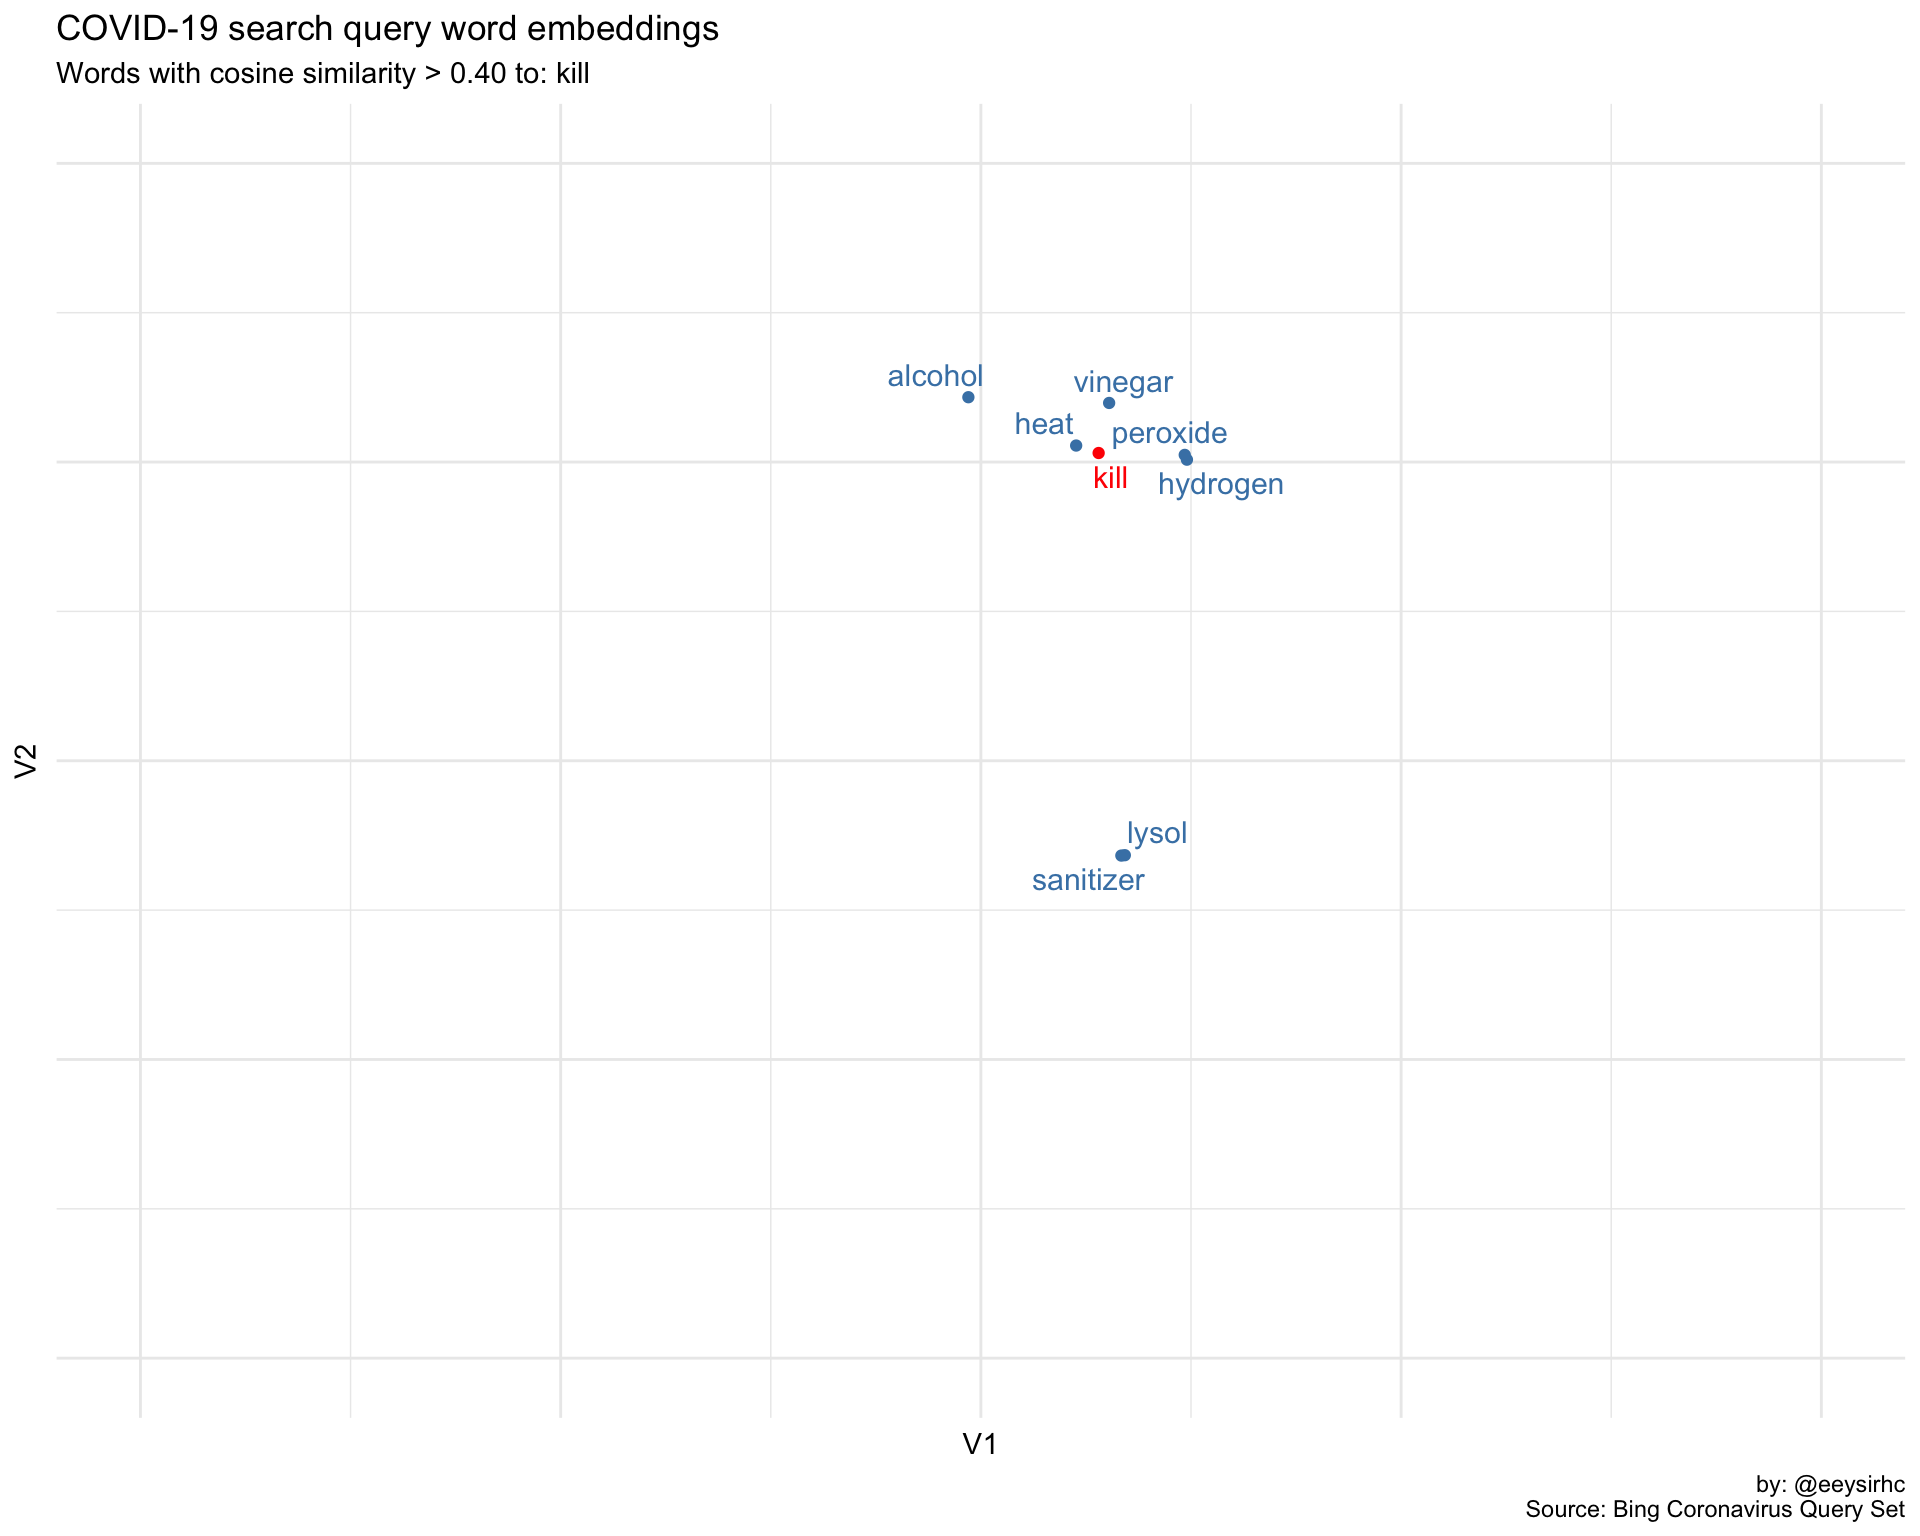 COVID-19 search query word embeddings
Words with cosine similarity > 0.40 to: kill
alcohol
vinegar
heat
peroxide
kill
hydrogen
V2
lysol
sanitizer
V1
by: @eeysirhc
Source: Bing Coronavirus Query Set